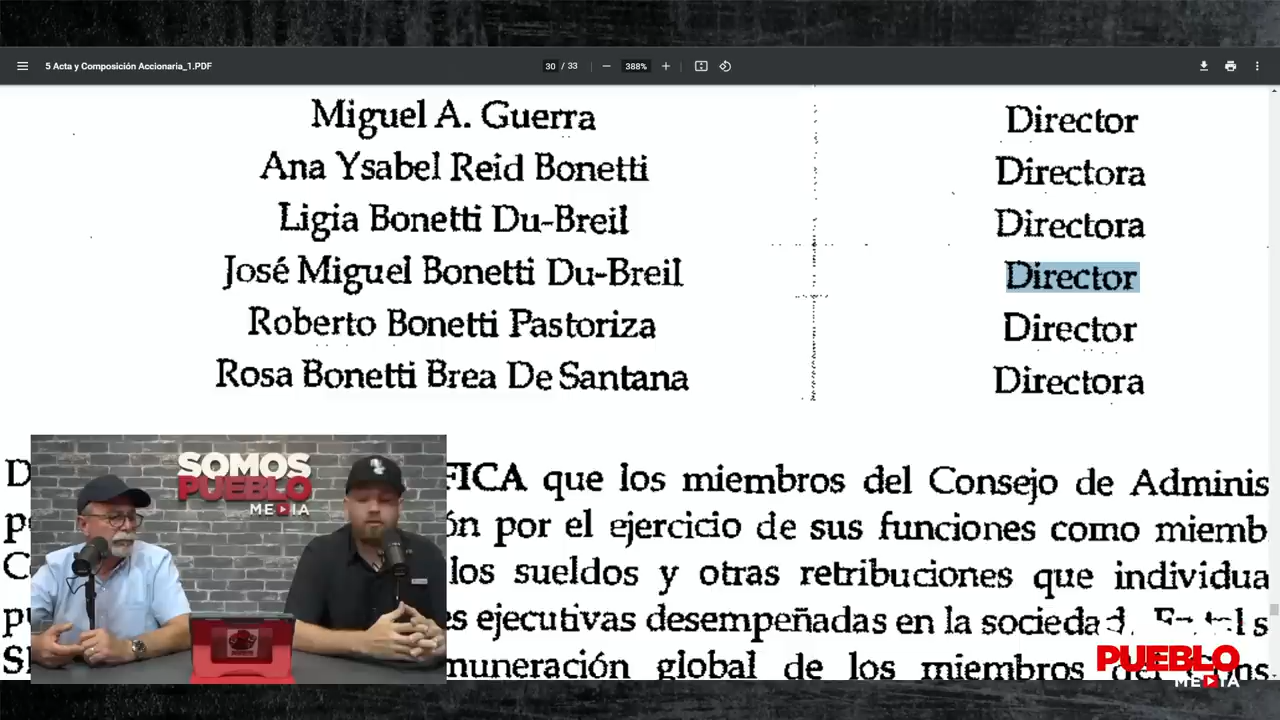 5 Acta y Composición Accionaria_1.PDF
30 / 33
388%
Miguel A. Guerra Director
Ana Ysabel Reid Bonetti Directora
Ligia Bonetti Du-Breil Directora
José Miguel Bonetti Du-Breil Director
Roberto Bonetti Pastoriza Director
Rosa Bonetti Brea De Santana Directora
FICA que los miembros del Consejo de Adminis
ón por el ejercicio de sus funciones como miemb
los sueldos y otras retribuciones que individua
es ejecutivas desempeñadas en la sociedad.
muneración global de los miembros
SOMOS
PUEBLO
MEDIA
PUEBLO
MEDIA